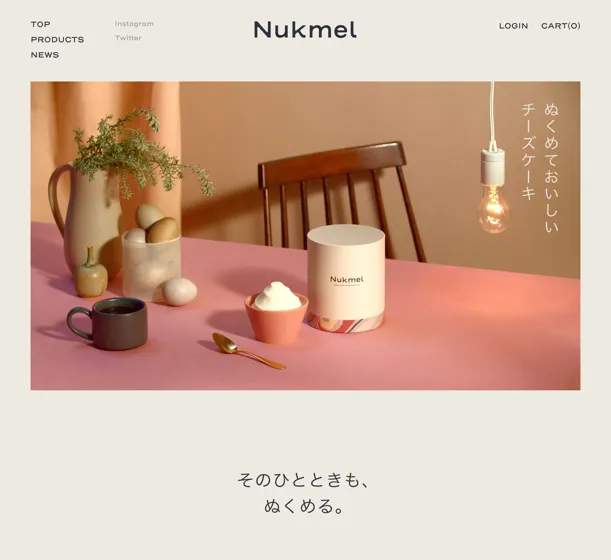 TOP
PRODUCTS
NEWS
Instagram
Twitter
Nukmel
LOGIN
CART(0)
ぬくめておいしい
チーズケーキ
Nukmel
そのひとときも、
ぬくめる。